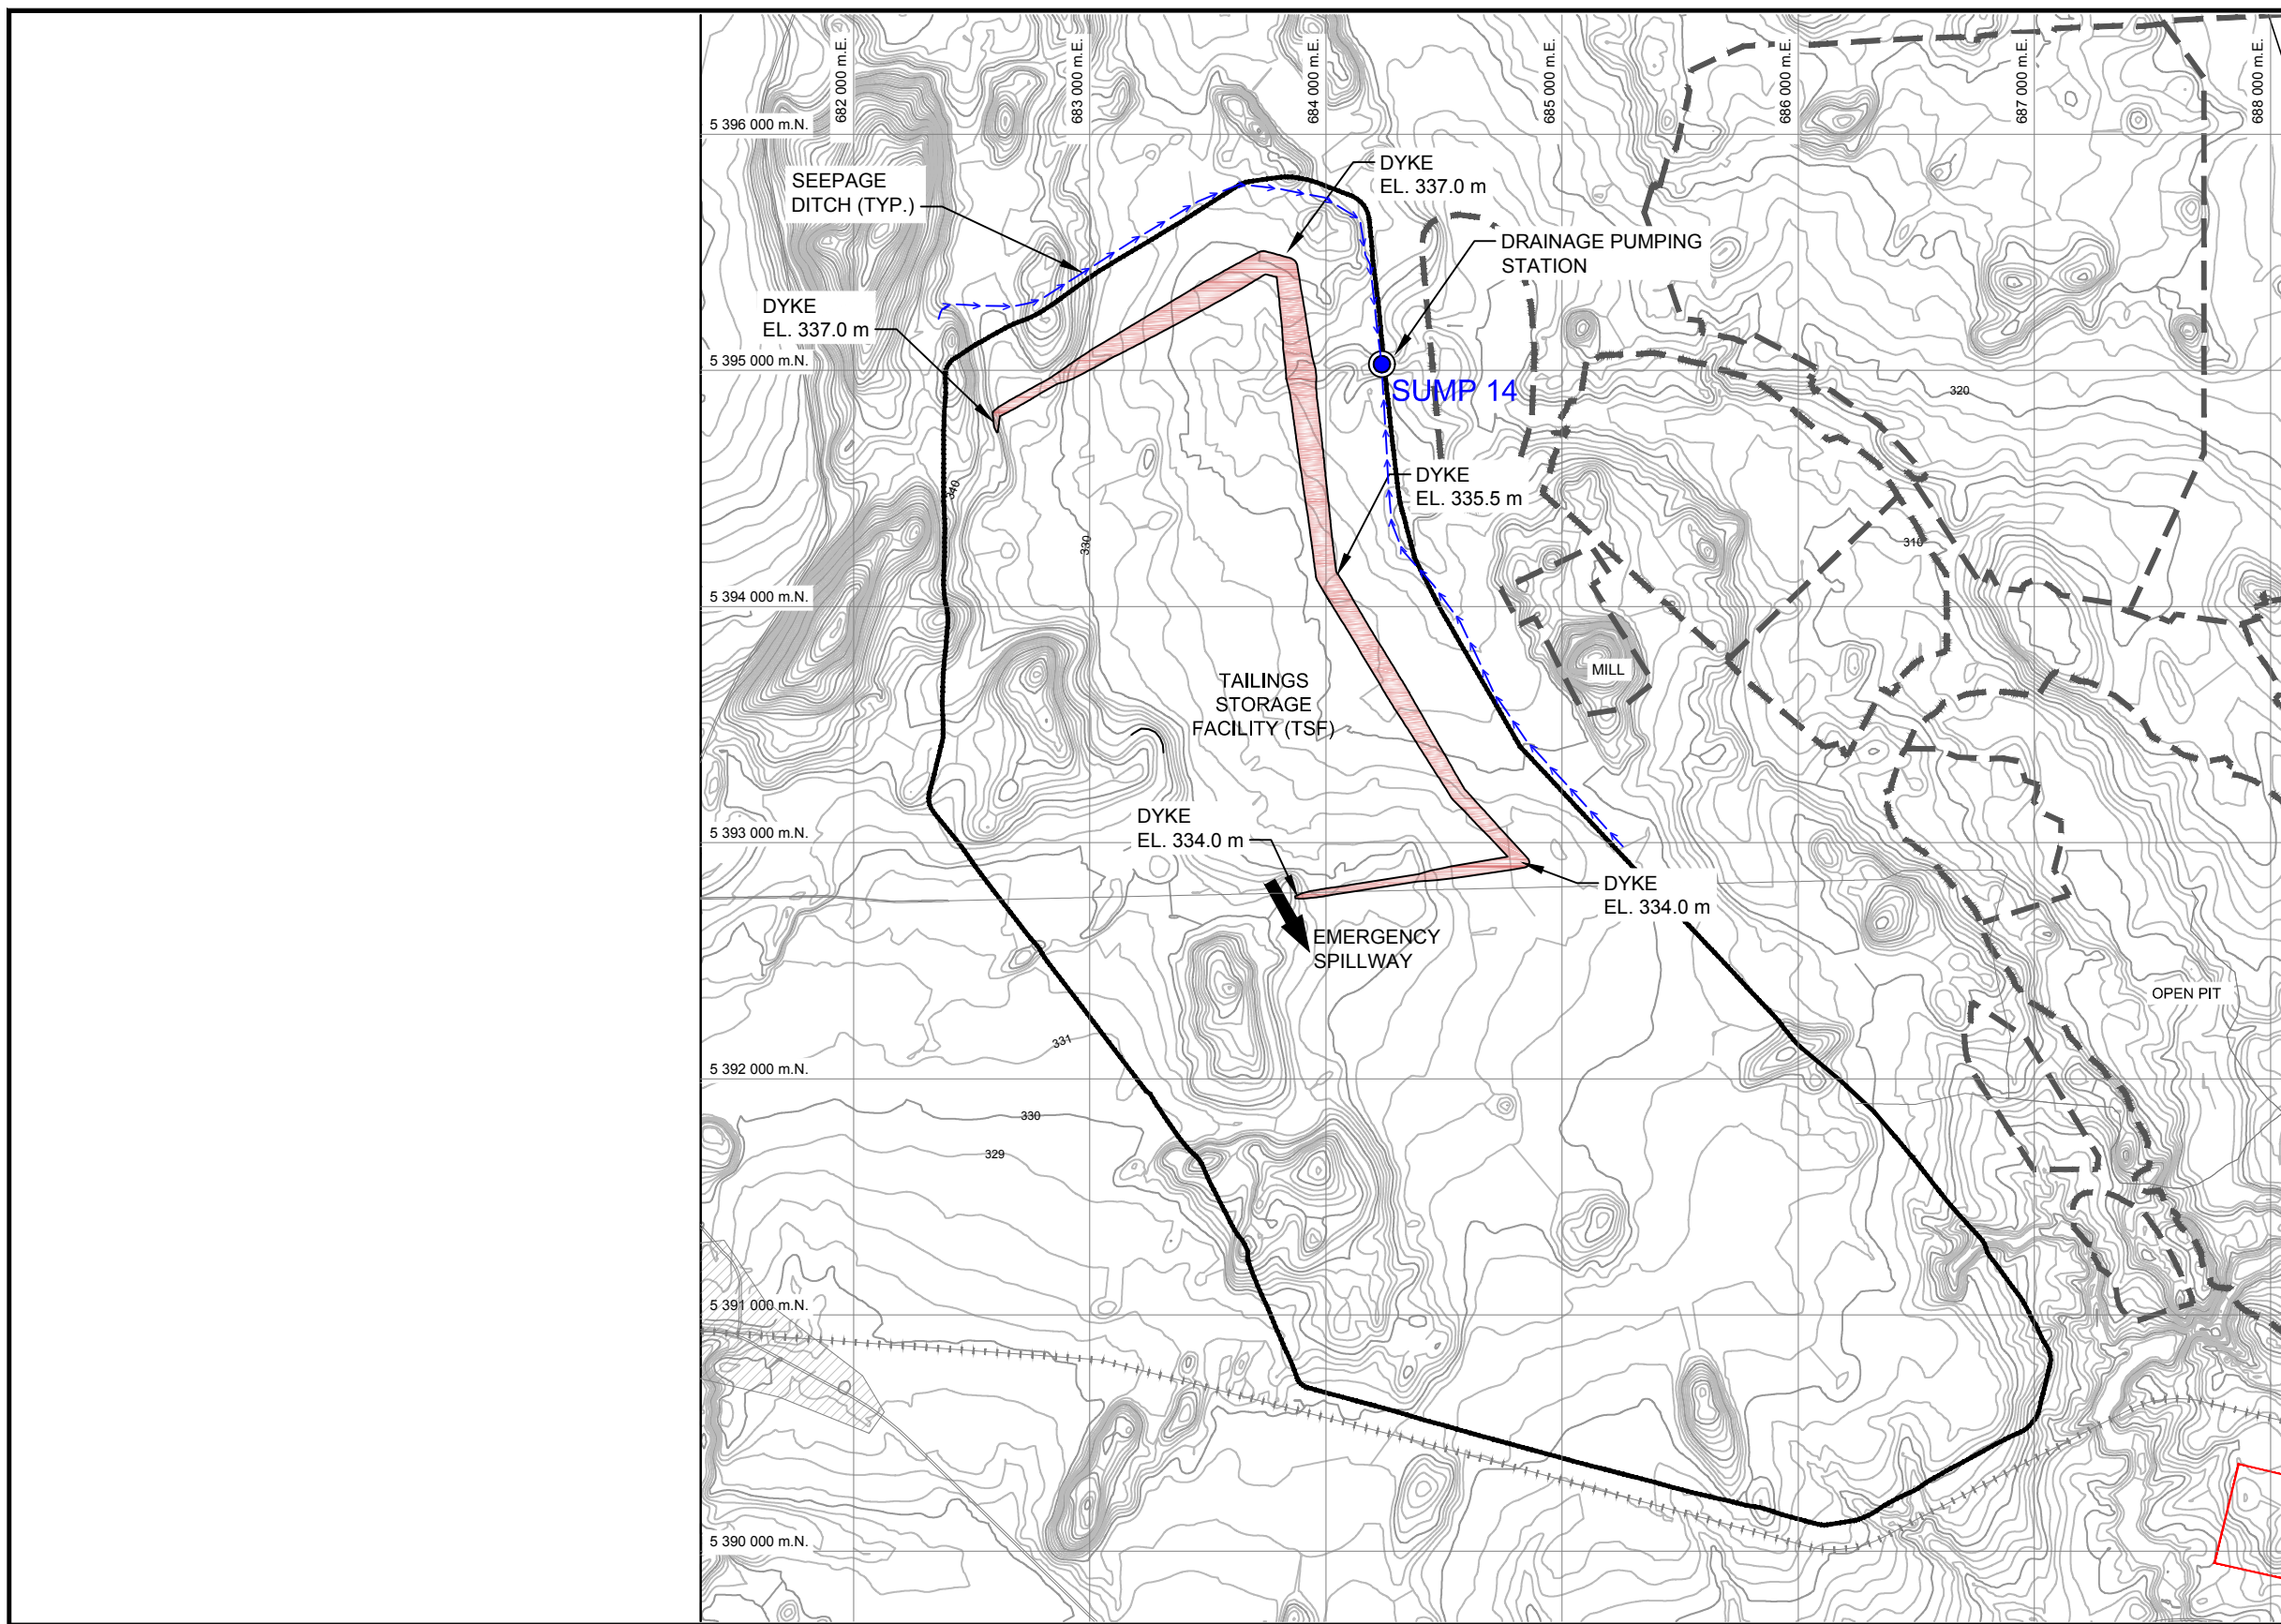 682 000 m.E.
683 000 m.E.
684 000 m.E.
685 000 m.E.
686 000 m.E.
687 000 m.E.
688 000 m.E.
5 396 000 m.N.
DYKE
EL. 337.0 m
SEEPAGE
DITCH (TYP.)
DRAINAGE PUMPING
STATION
DYKE
EL. 337.0 m
5 395 000 m.N.
SUMP 14
320
DYKE
EL. 335.5 m
340
330
310
5 394 000 m.N.
MILL
TAILINGS
STORAGE
FACILITY (TSF)
DYKE
EL. 334.0 m
5 393 000 m.N.
DYKE
EL. 334.0 m
EMERGENCY
SPILLWAY
OPEN PIT
331
5 392 000 m.N.
330
329
5 391 000 m.N.
5 390 000 m.N.